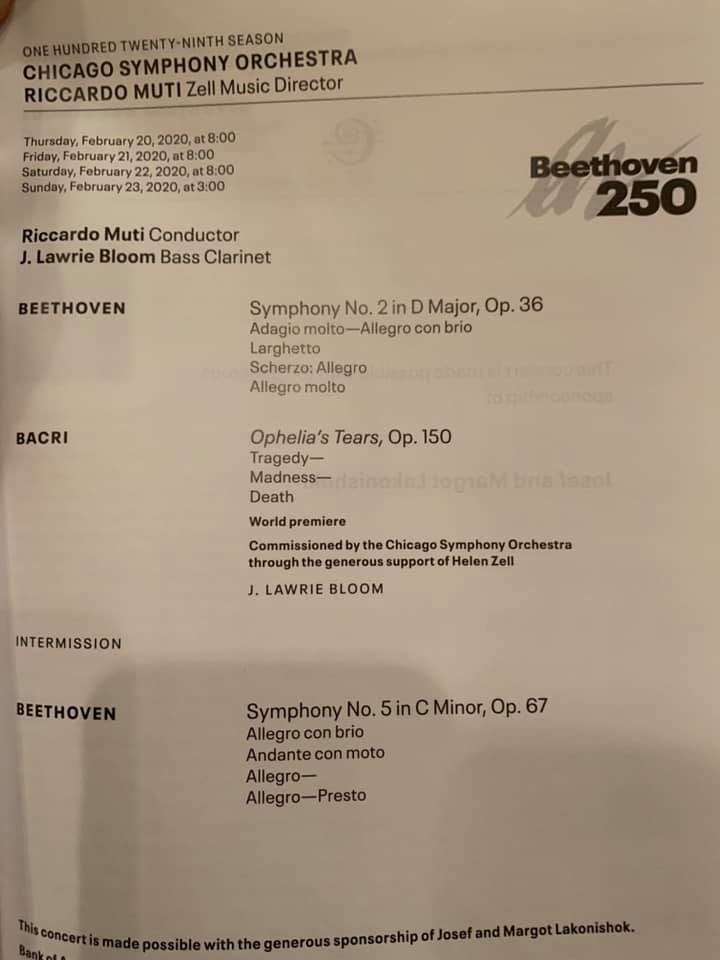 ONE HUNDRED TWENTY-NINTH SEASON
CHICAGO SYMPHONY ORCHESTRA
RICCARDO MUTI Zell Music Director
Thursday, February 20, 2020, at 8:00
Friday, February 21, 2020, at 8:00
Saturday, February 22, 2020, at 8:00
Sunday, February 23, 2020, at 3:00
Beethoven
250
Riccardo Muti Conductor
J. Lawrie Bloom Bass Clarinet
BEETHOVEN Symphony No. 2 in D Major, Op. 36
Adagio molto—Allegro con brio
Larghetto
Scherzo: Allegro
Allegro molto
BACRI Ophelia's Tears, Op. 150
Tragedy—
Madness—
Death
World premiere
Commissioned by the Chicago Symphony Orchestra
through the generous support of Helen Zell
J. LAWRIE BLOOM
INTERMISSION
BEETHOVEN Symphony No. 5 in C Minor, Op. 67
Allegro con brio
Andante con moto
Allegro—
Allegro—Presto
This concert is made possible with the generous sponsorship of Josef and Margot Lakonishok.
Bank of